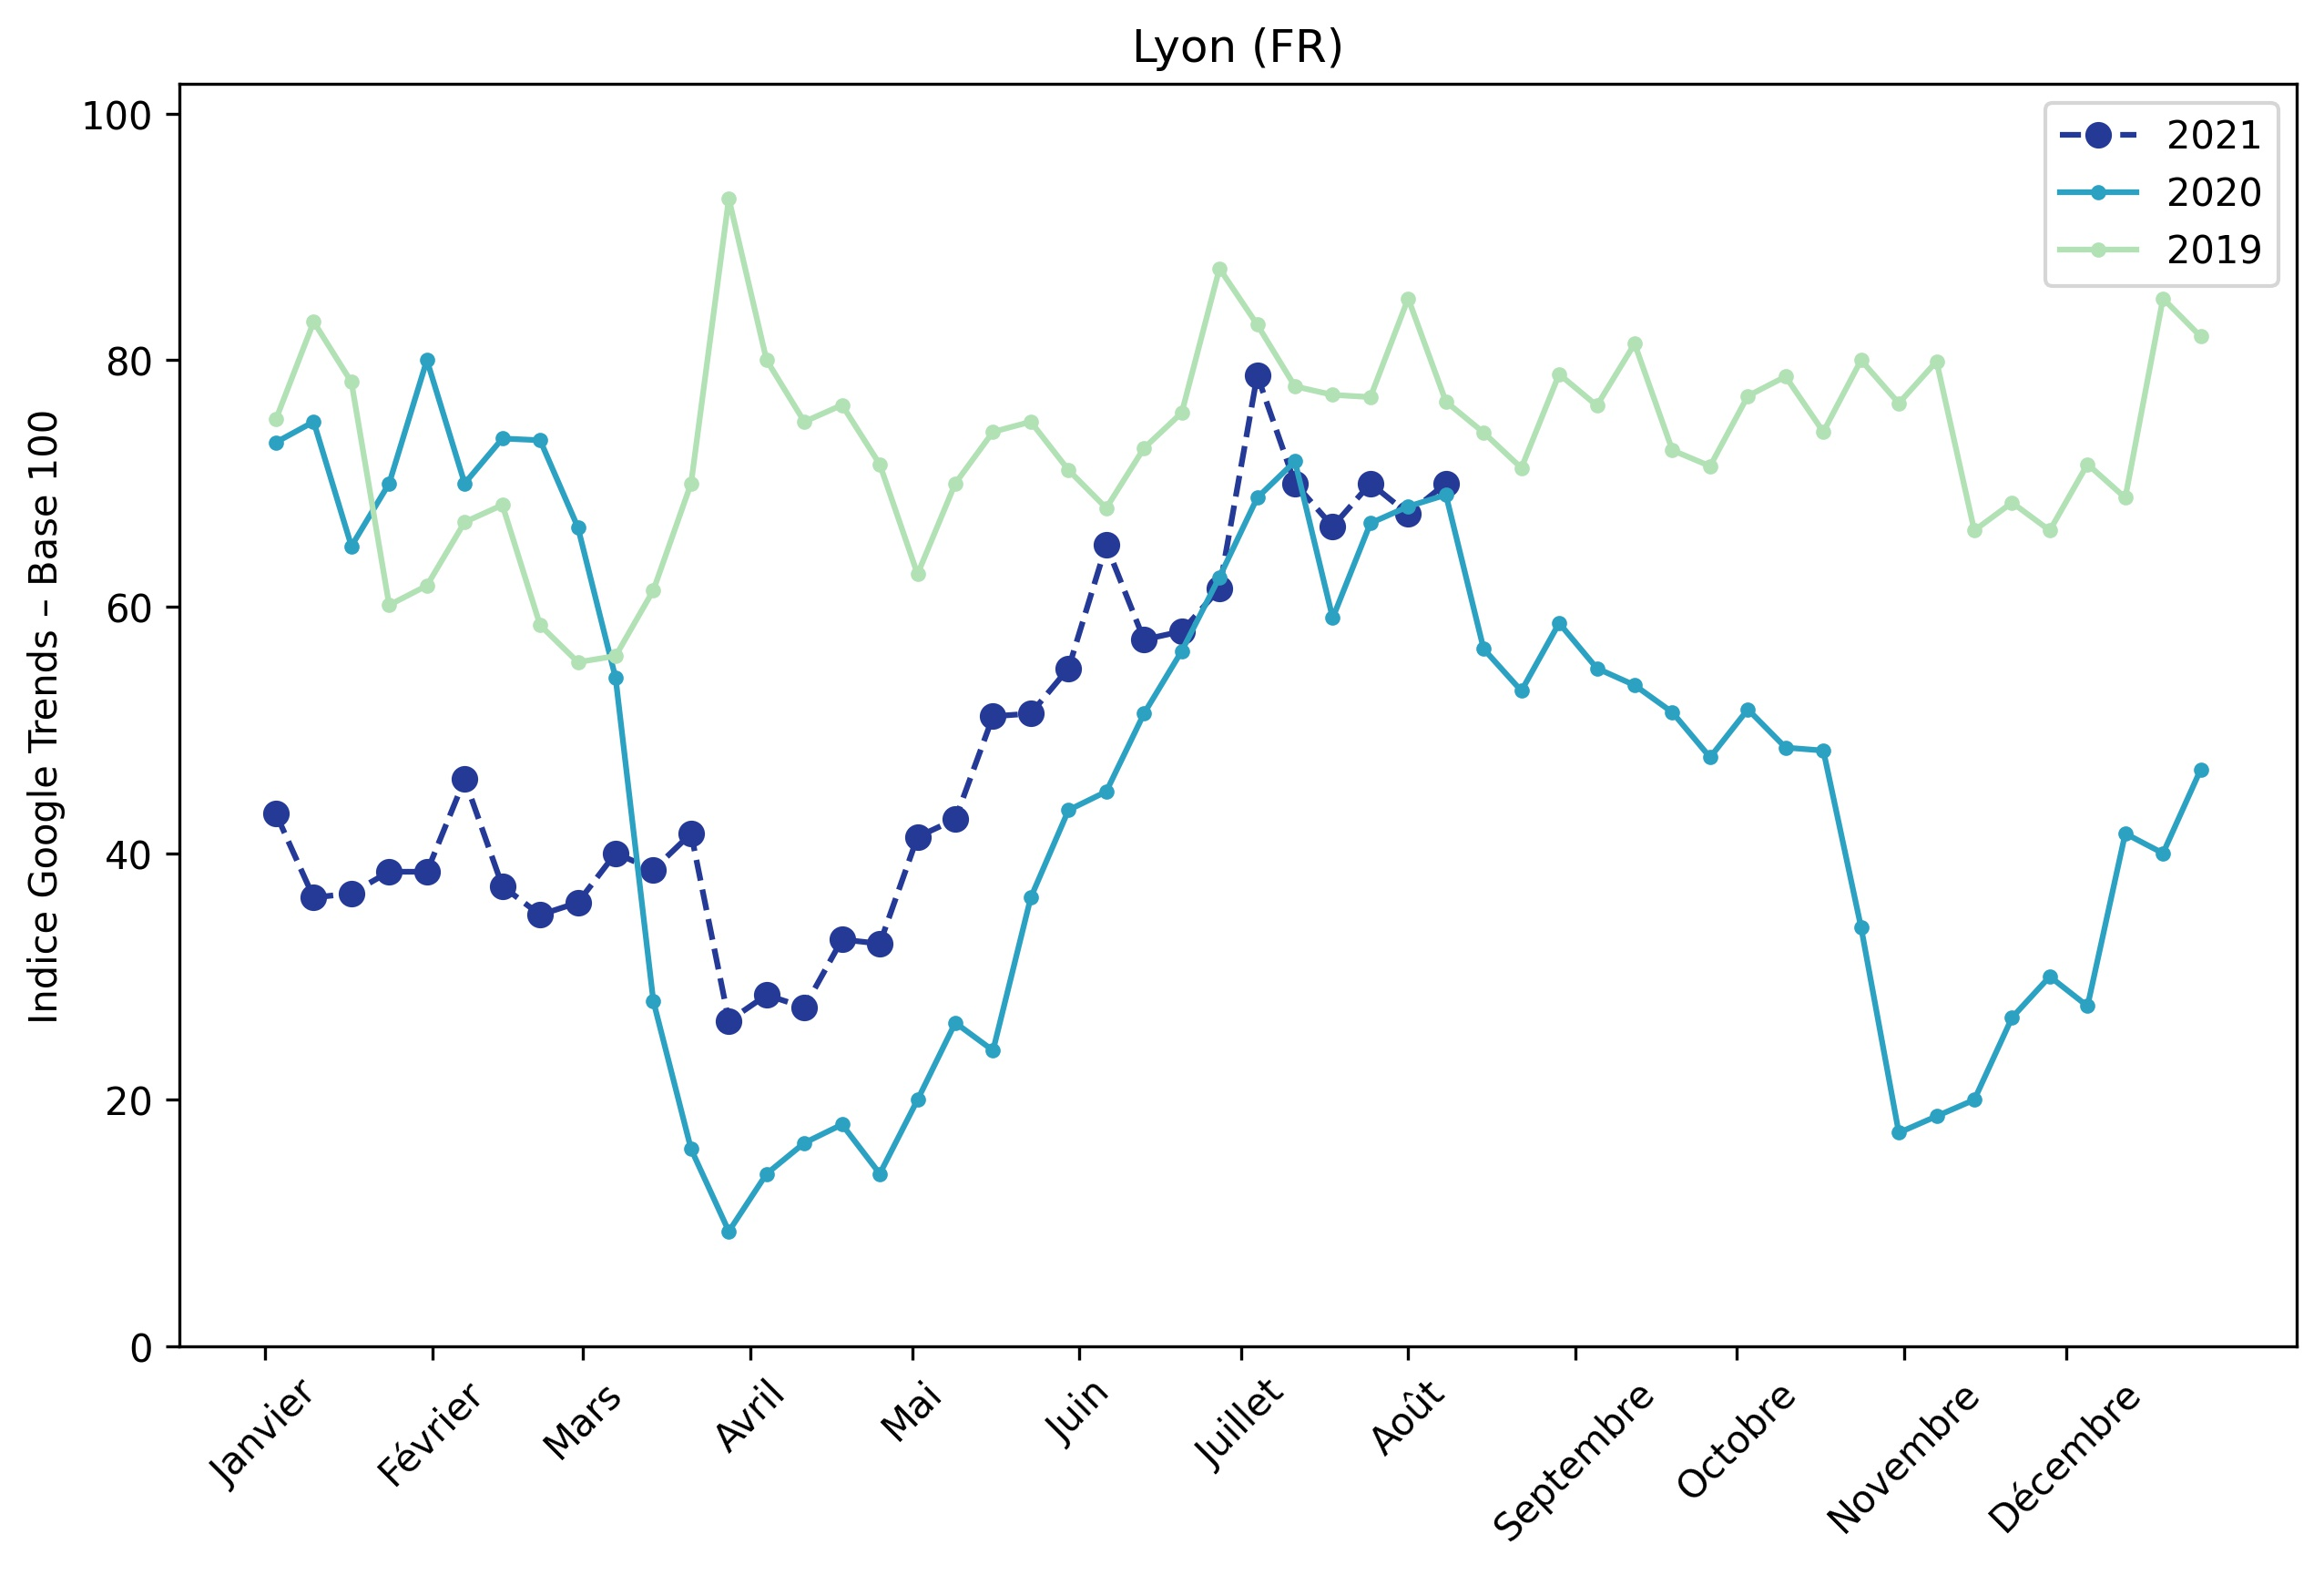 Lyon (FR)
Indice Google Trends – Base 100
100
80
60
40
20
0
2021
2020
2019
Janvier
Février
Mars
Avril
Mai
Juin
Juillet
Août
Septembre
Octobre
Novembre
Décembre